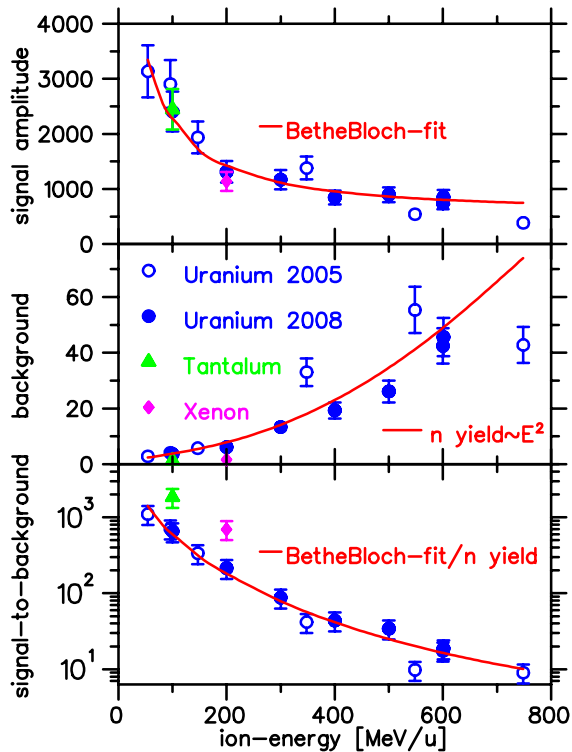 signal amplitude
4000
3000
2000
1000
0
BetheBloch-fit
background
60
40
20
0
Uranium 2005
Uranium 2008
Tantalum
Xenon
n yield~E²
signal-to-background
10³
10²
10¹
BetheBloch-fit/n yield
0 200 400 600 800
ion-energy [MeV/u]